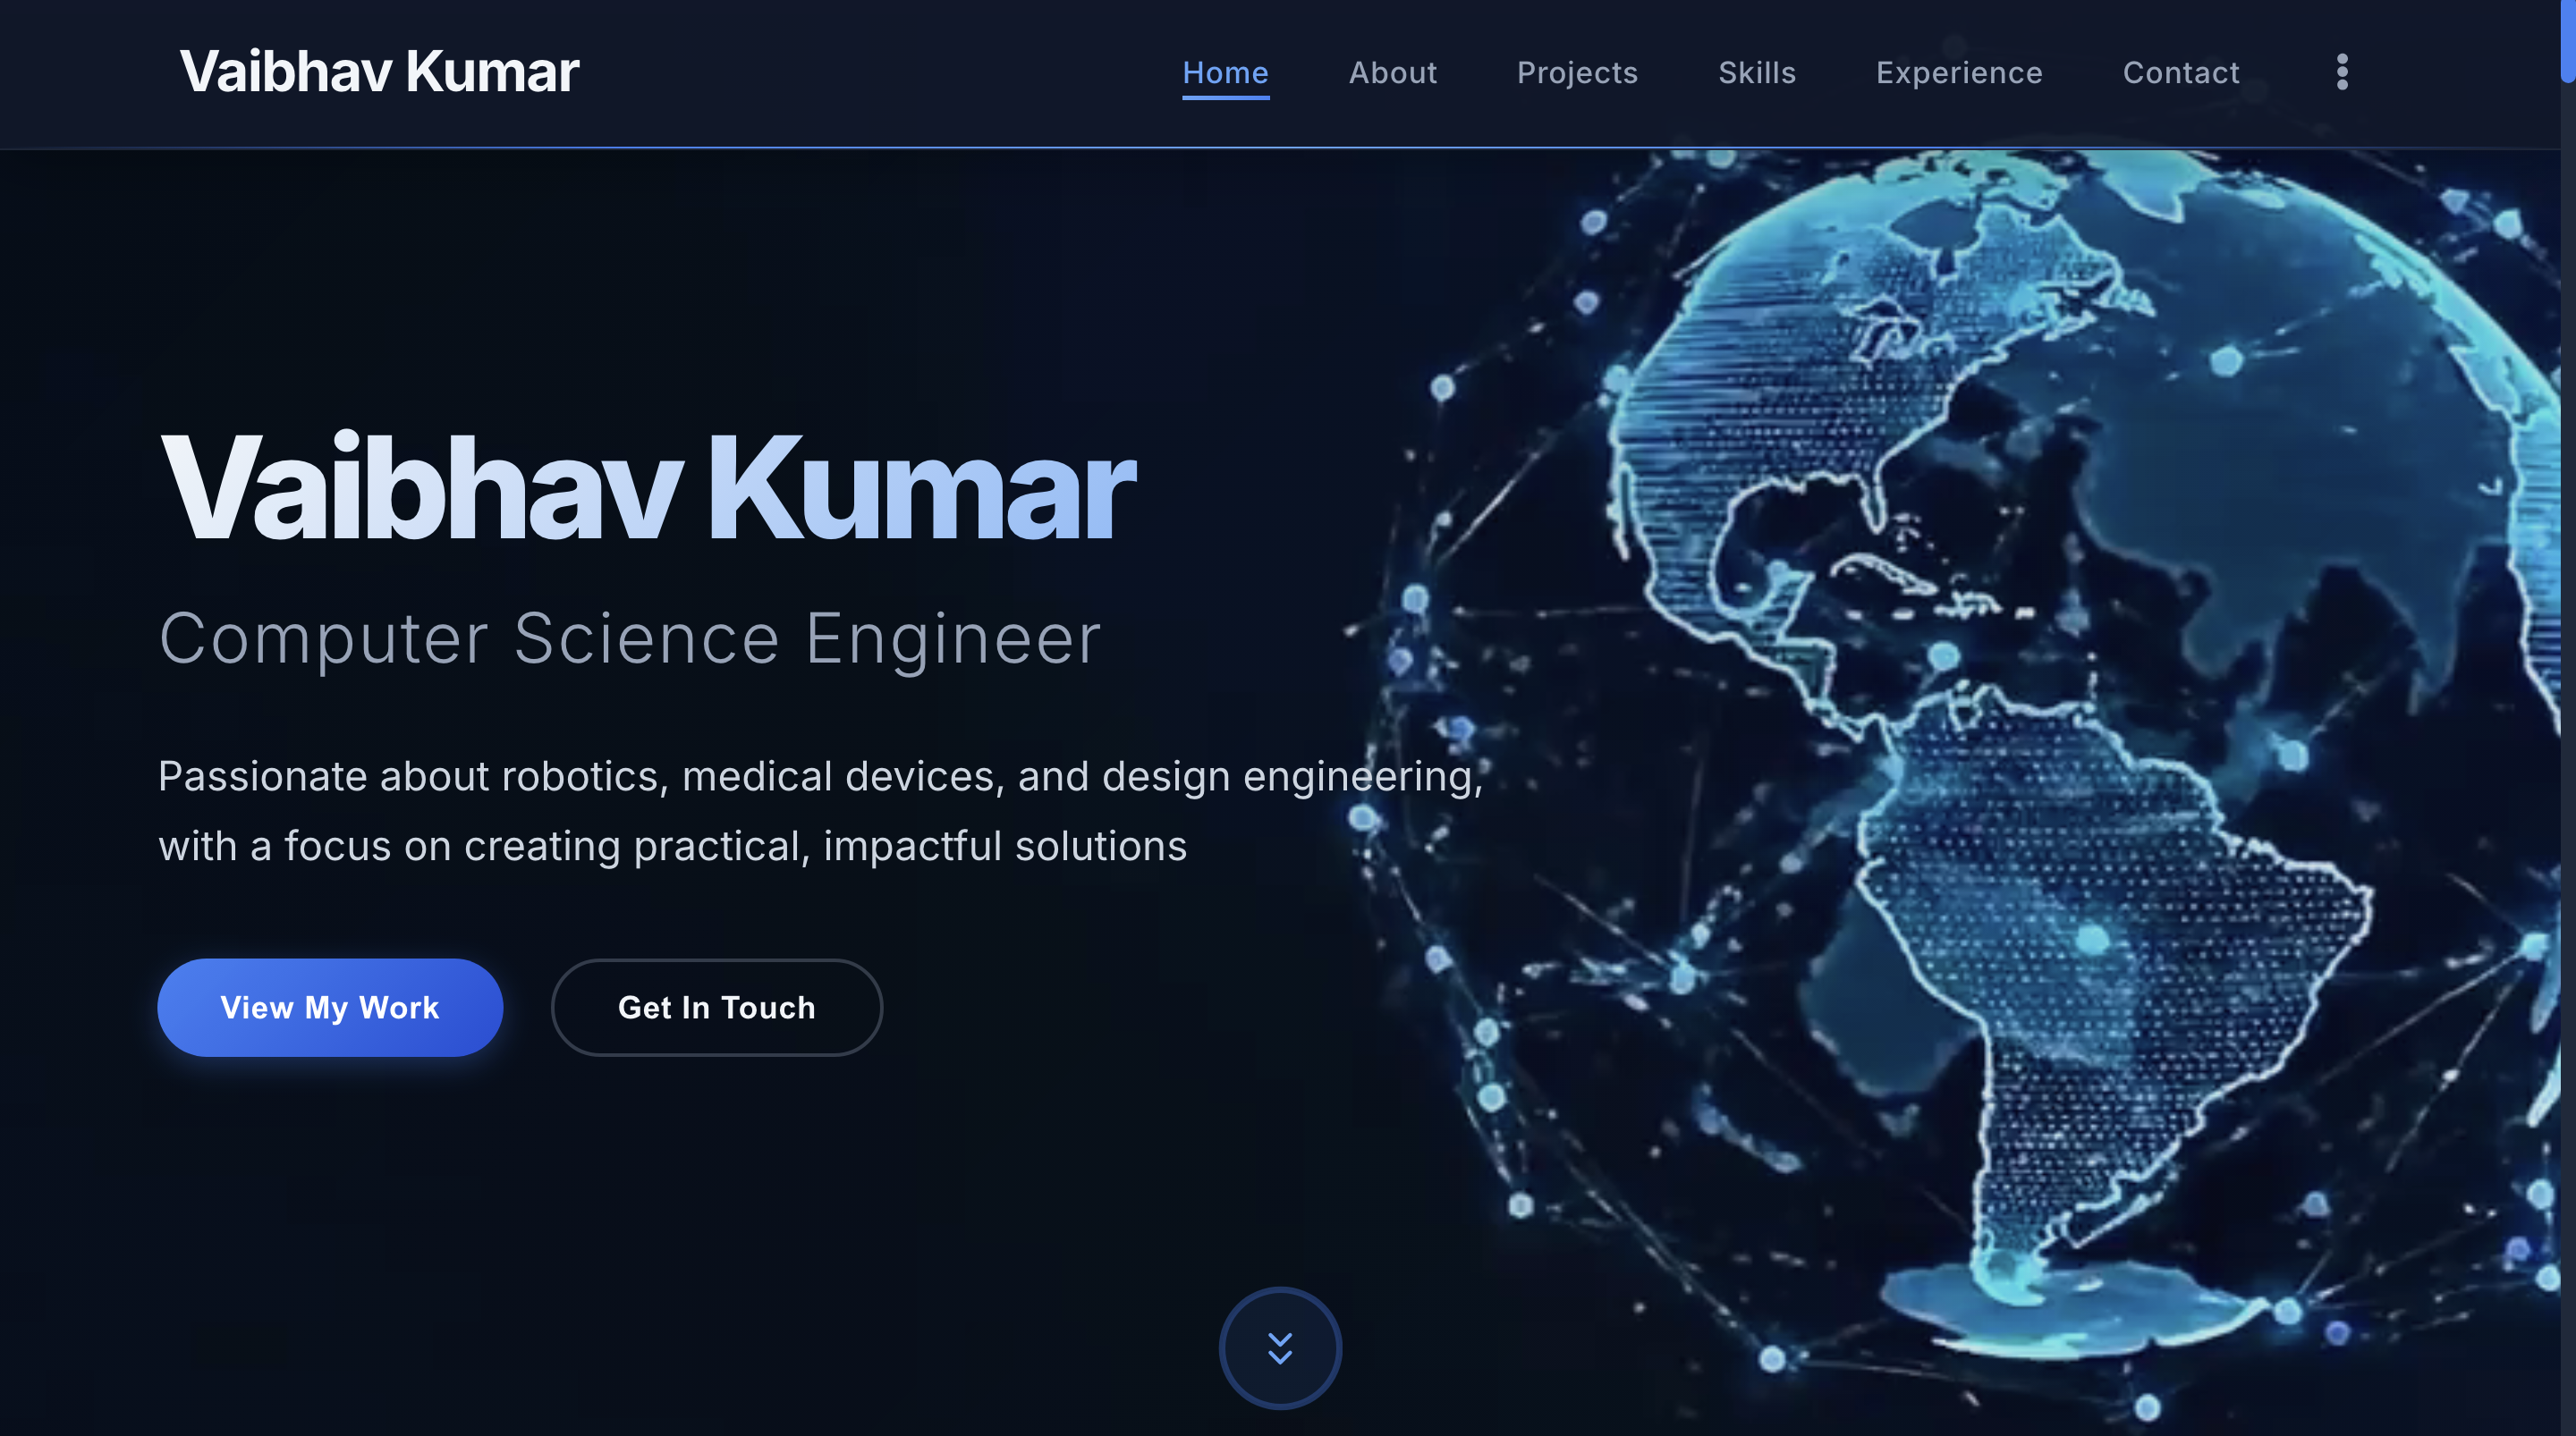 Vaibhav Kumar
Home About Projects Skills Experience Contact
Vaibhav Kumar
Computer Science Engineer
Passionate about robotics, medical devices, and design engineering,
with a focus on creating practical, impactful solutions
View My Work Get In Touch